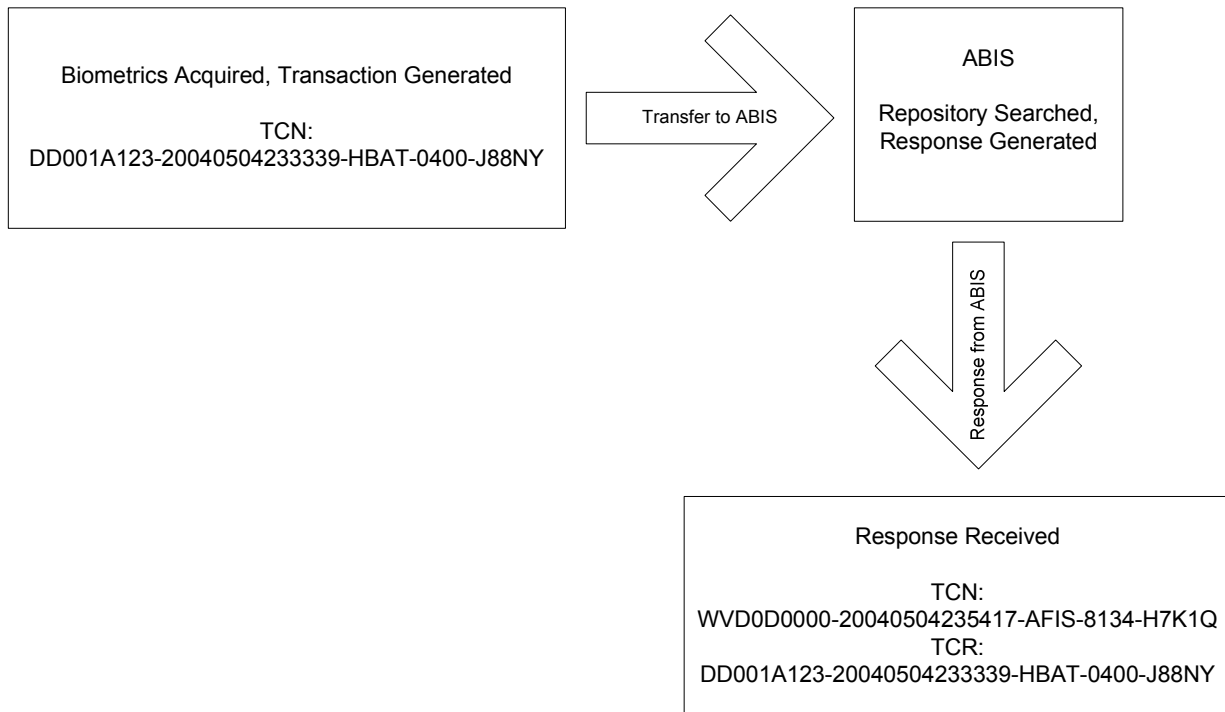 Biometrics Acquired, Transaction Generated
TCN:
DD001A123-20040504233339-HBAT-0400-J88NY
Transfer to ABIS
ABIS
Repository Searched,
Response Generated
Response from ABIS
Response Received
TCN:
WVD0D0000-20040504235417-AFIS-8134-H7K1Q
TCR:
DD001A123-20040504233339-HBAT-0400-J88NY